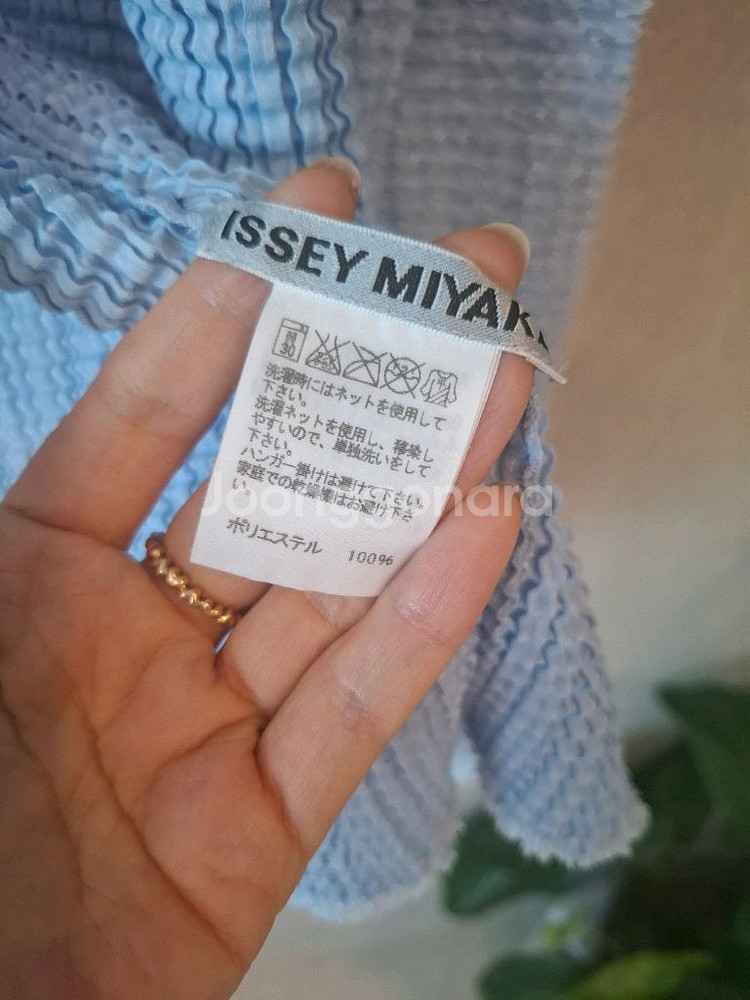 ISSEY MIYAK
弱
30
洗濯時にはネットを使用して
下さい。
洗濯ネットを使用し、移染し
やすいので、単独洗いをして
下さい。
ハンガー掛けは避けて下さい。
家庭での乾燥機はお避け下さ
い。
Joonggonara
ポリエステル 100%